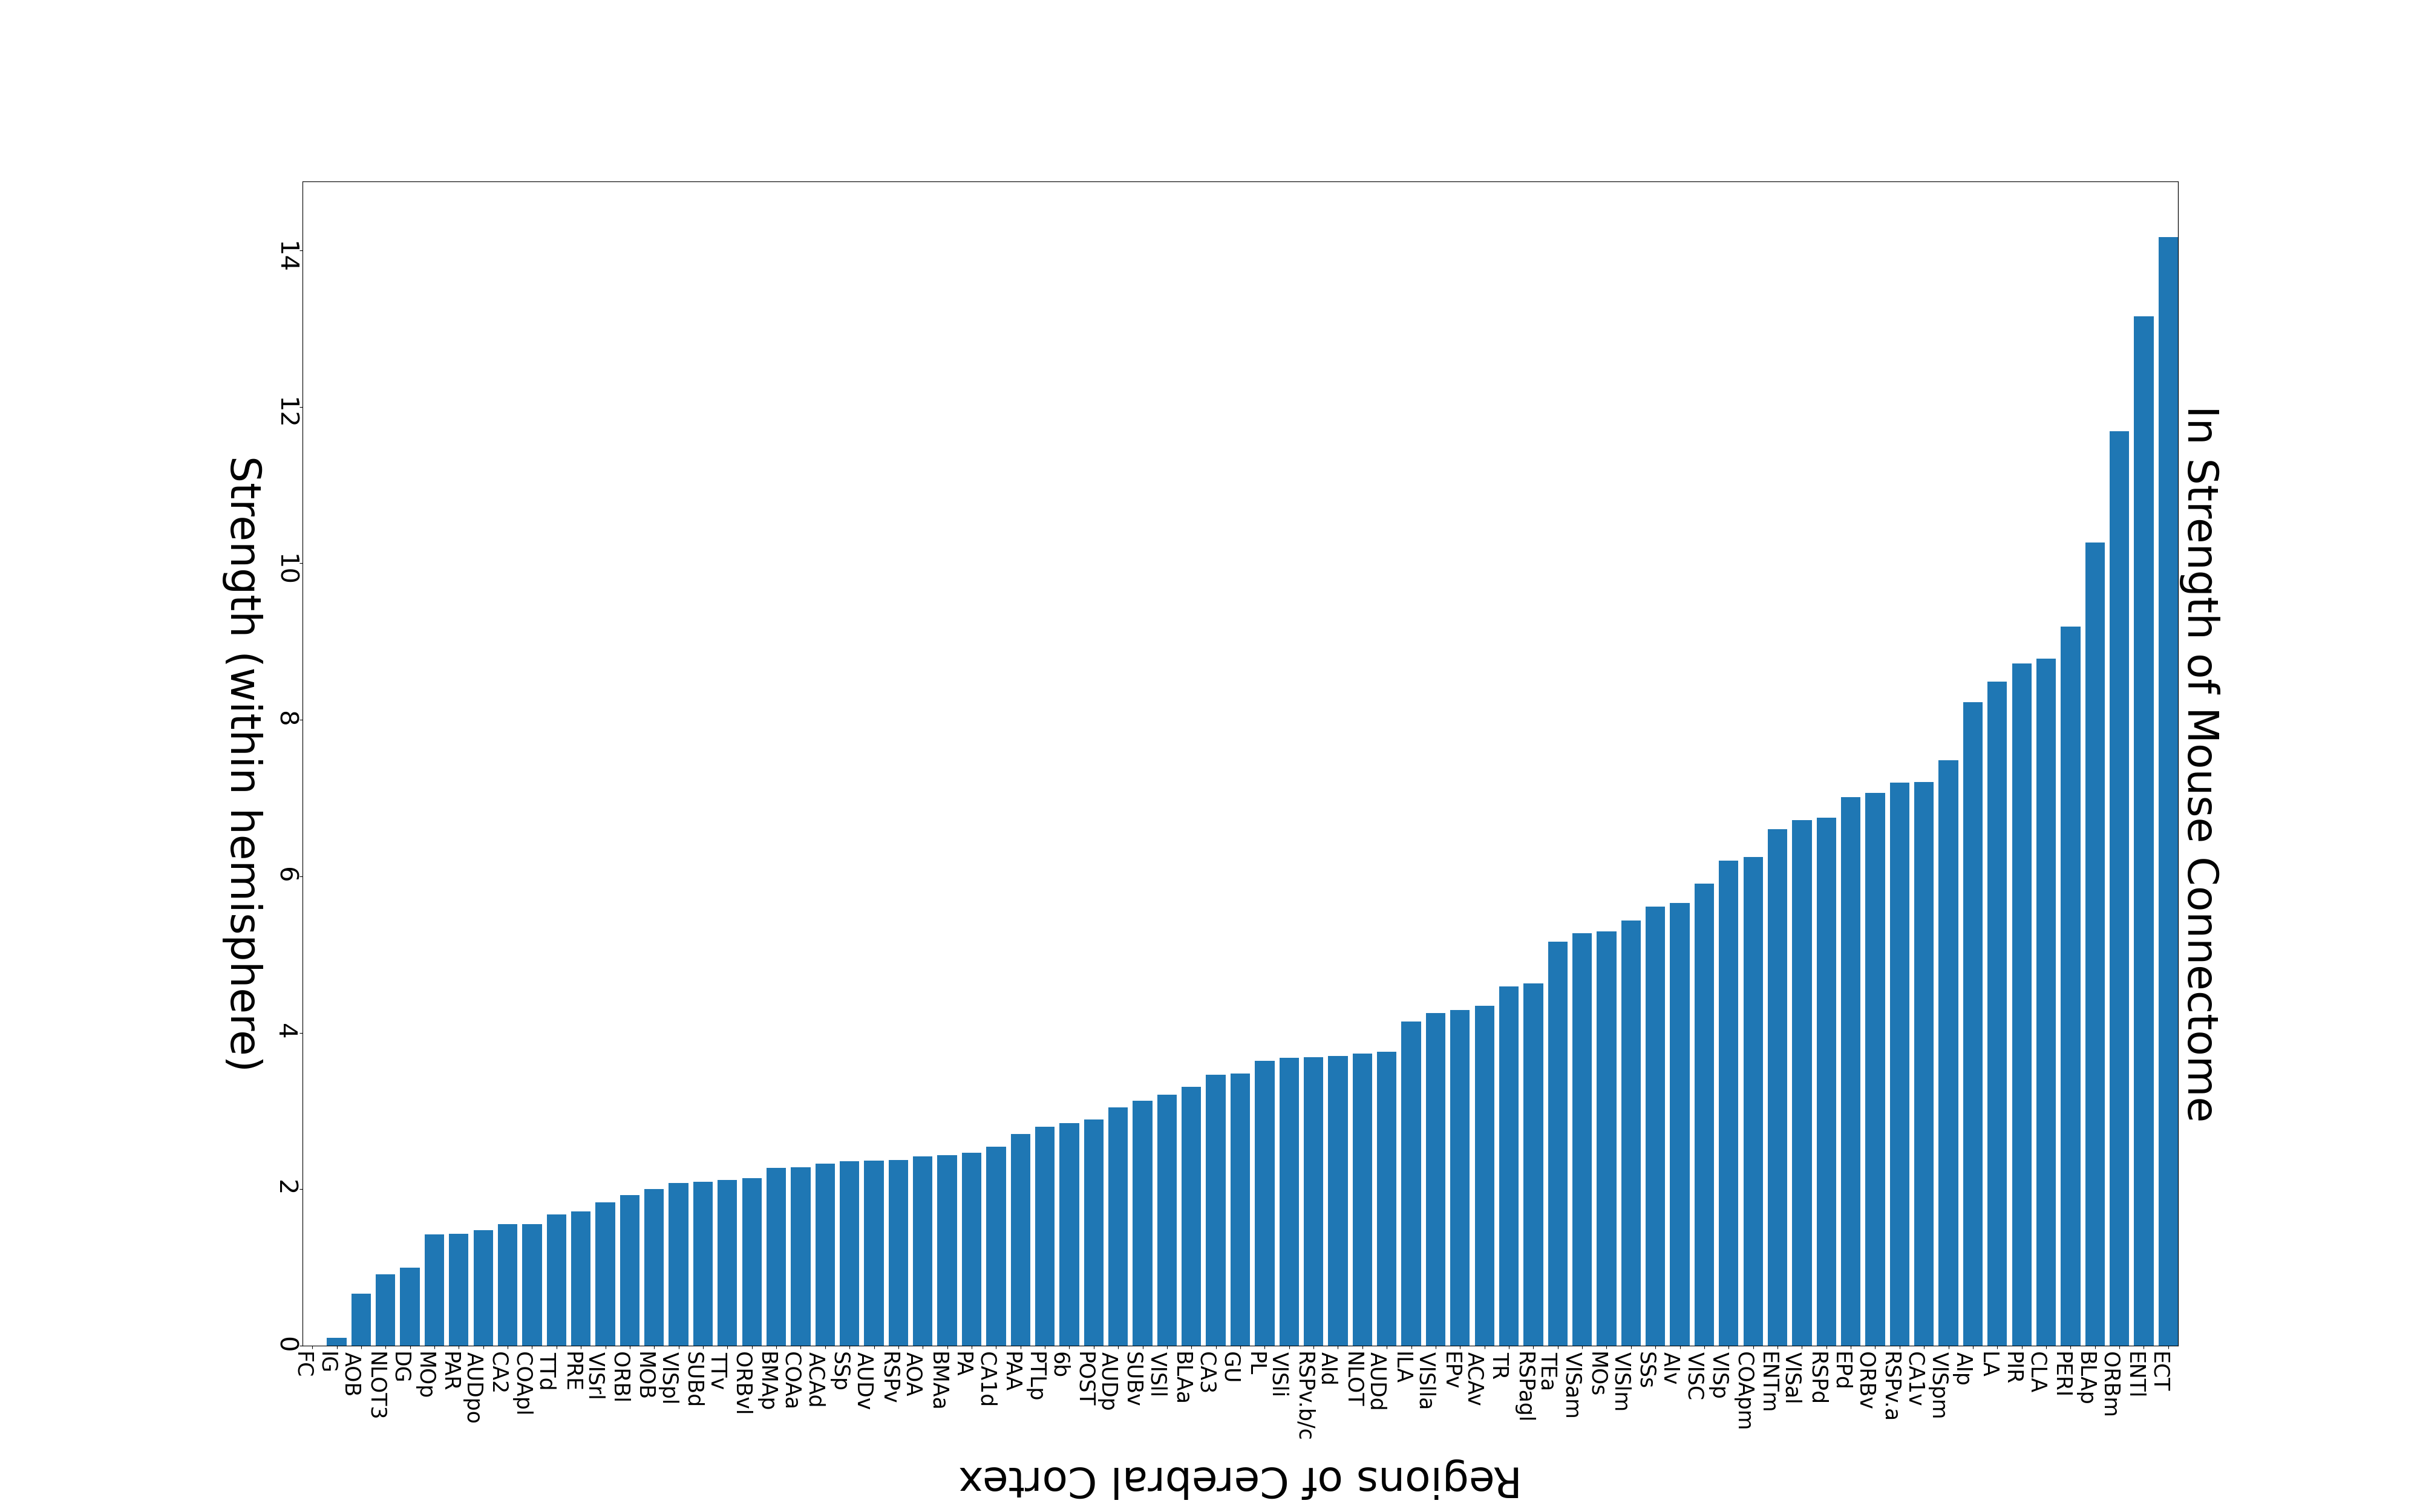 In Strength of Mouse Connectome
Regions of Cerebral Cortex
ECT
ENTl
ORBm
BLAp
PERI
CLA
PIR
LA
AIp
VISpm
CA1v
RSPv.a
ORBv
EPd
RSPd
VISal
ENTm
COApm
VISp
VISC
AIv
SSs
VISlm
MOs
VISam
TEa
RSPagl
TR
ACAv
EPv
VISlla
ILA
AUDd
NLOT
AId
RSPv.b/c
VISli
PL
GU
CA3
BLAa
VISll
SUBv
AUDp
POST
6b
PTLp
PAA
CA1d
PA
BMAa
AOA
RSPv
AUDv
SSp
ACAd
COAa
BMAp
ORBvl
TTv
SUBd
VISpl
MOB
ORBl
VISrl
PRE
TTd
COApl
CA2
AUDpo
PAR
MOp
DG
NLOT3
AOB
IG
FC
14
12
10
8
6
4
2
0
Strength (within hemisphere)